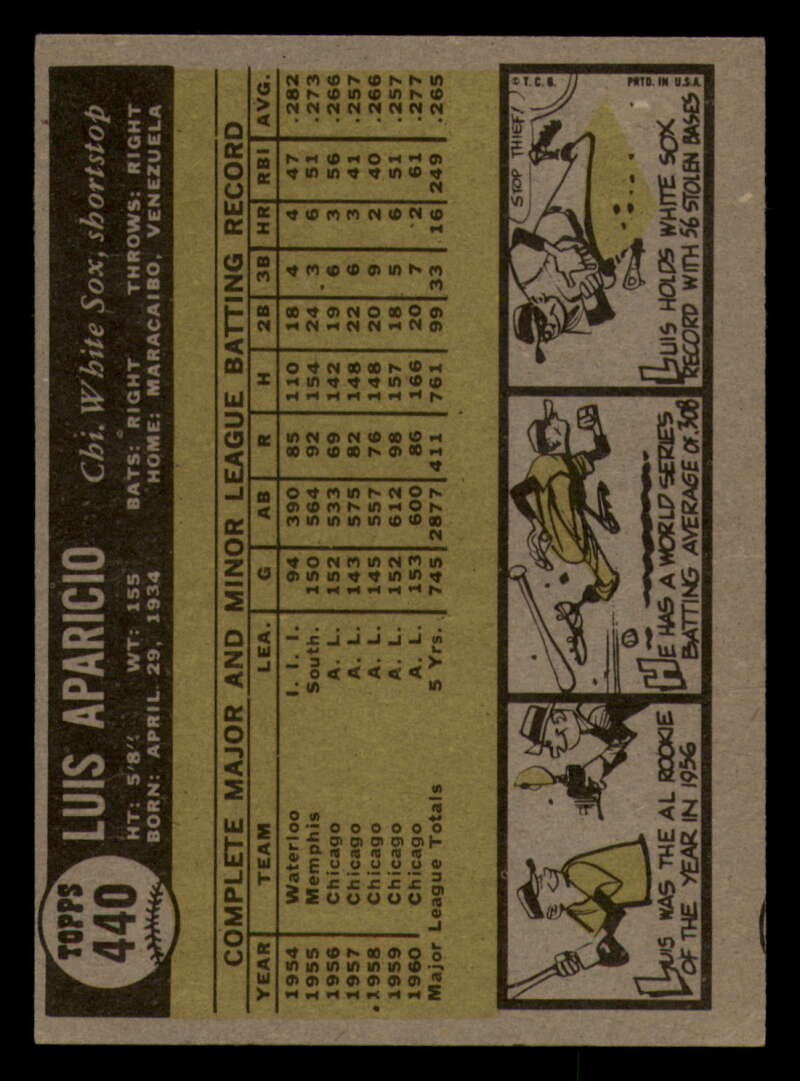 TOPPS
440
LUIS APARICIO Chi. White Sox, shortstop
HT: 5'8" WT: 155 BATS: RIGHT THROWS: RIGHT
BORN: APRIL 29, 1934 HOME: MARACAIBO, VENEZUELA
COMPLETE MAJOR AND MINOR LEAGUE BATTING RECORD
YEAR TEAM LEA. G AB R H 2B 3B HR RBI AVG.
1954 Waterloo I. I. I. 94 390 85 110 18 4 4 47 .282
1955 Memphis South. 150 564 92 154 24 3 6 51 .273
1956 Chicago A. L. 152 533 69 142 19 6 3 56 .266
1957 Chicago A. L. 143 575 82 148 22 6 3 41 .257
1958 Chicago A. L. 145 557 76 148 20 9 2 40 .266
1959 Chicago A. L. 152 612 98 157 18 5 6 51 .257
1960 Chicago A. L. 153 600 86 166 20 7 2 61 .277
Major League Totals 5 Yrs. 745 2877 411 761 99 33 16 249 .265
LUIS WAS THE AL ROOKIE
OF THE YEAR IN 1956
HE HAS A WORLD SERIES
BATTING AVERAGE OF .308
© T. C. G. PRTD. IN U.S.A.
STOP THIEF!
LUIS HOLDS WHITE SOX
RECORD WITH 56 STOLEN BASES